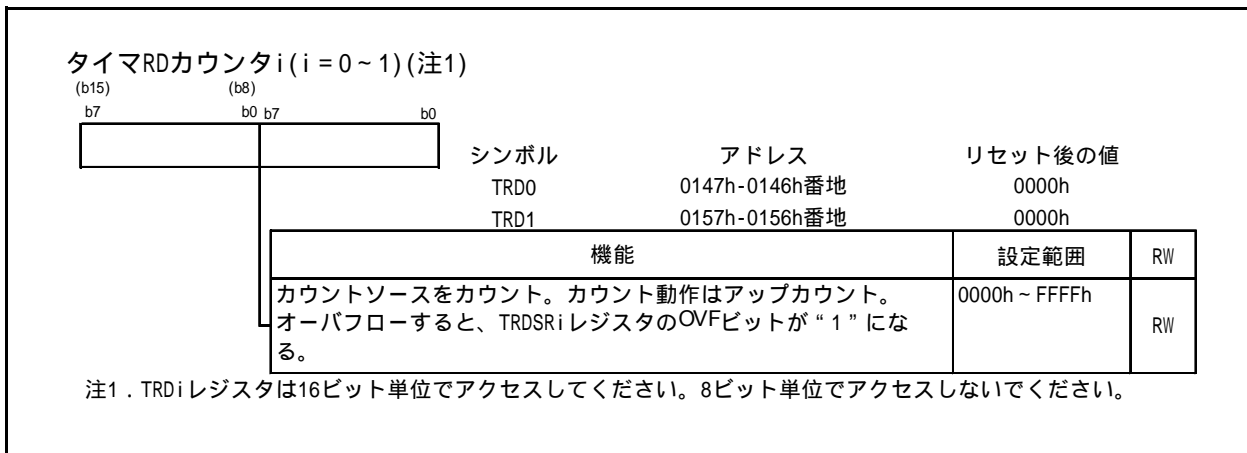 タイマRDカウンタi(i=0～1)(注1)
(b15) (b8)
b7 b0 b7 b0
シンボル アドレス リセット後の値
TRD0 0147h-0146h番地 0000h
TRD1 0157h-0156h番地 0000h
機能 設定範囲 RW
カウントソースをカウント。カウント動作はアップカウント。 0000h～FFFFh
オーバフローすると、TRDSRiレジスタのOVFビットが“1”にな RW
る。
注1．TRDiレジスタは16ビット単位でアクセスしてください。8ビット単位でアクセスしないでください。